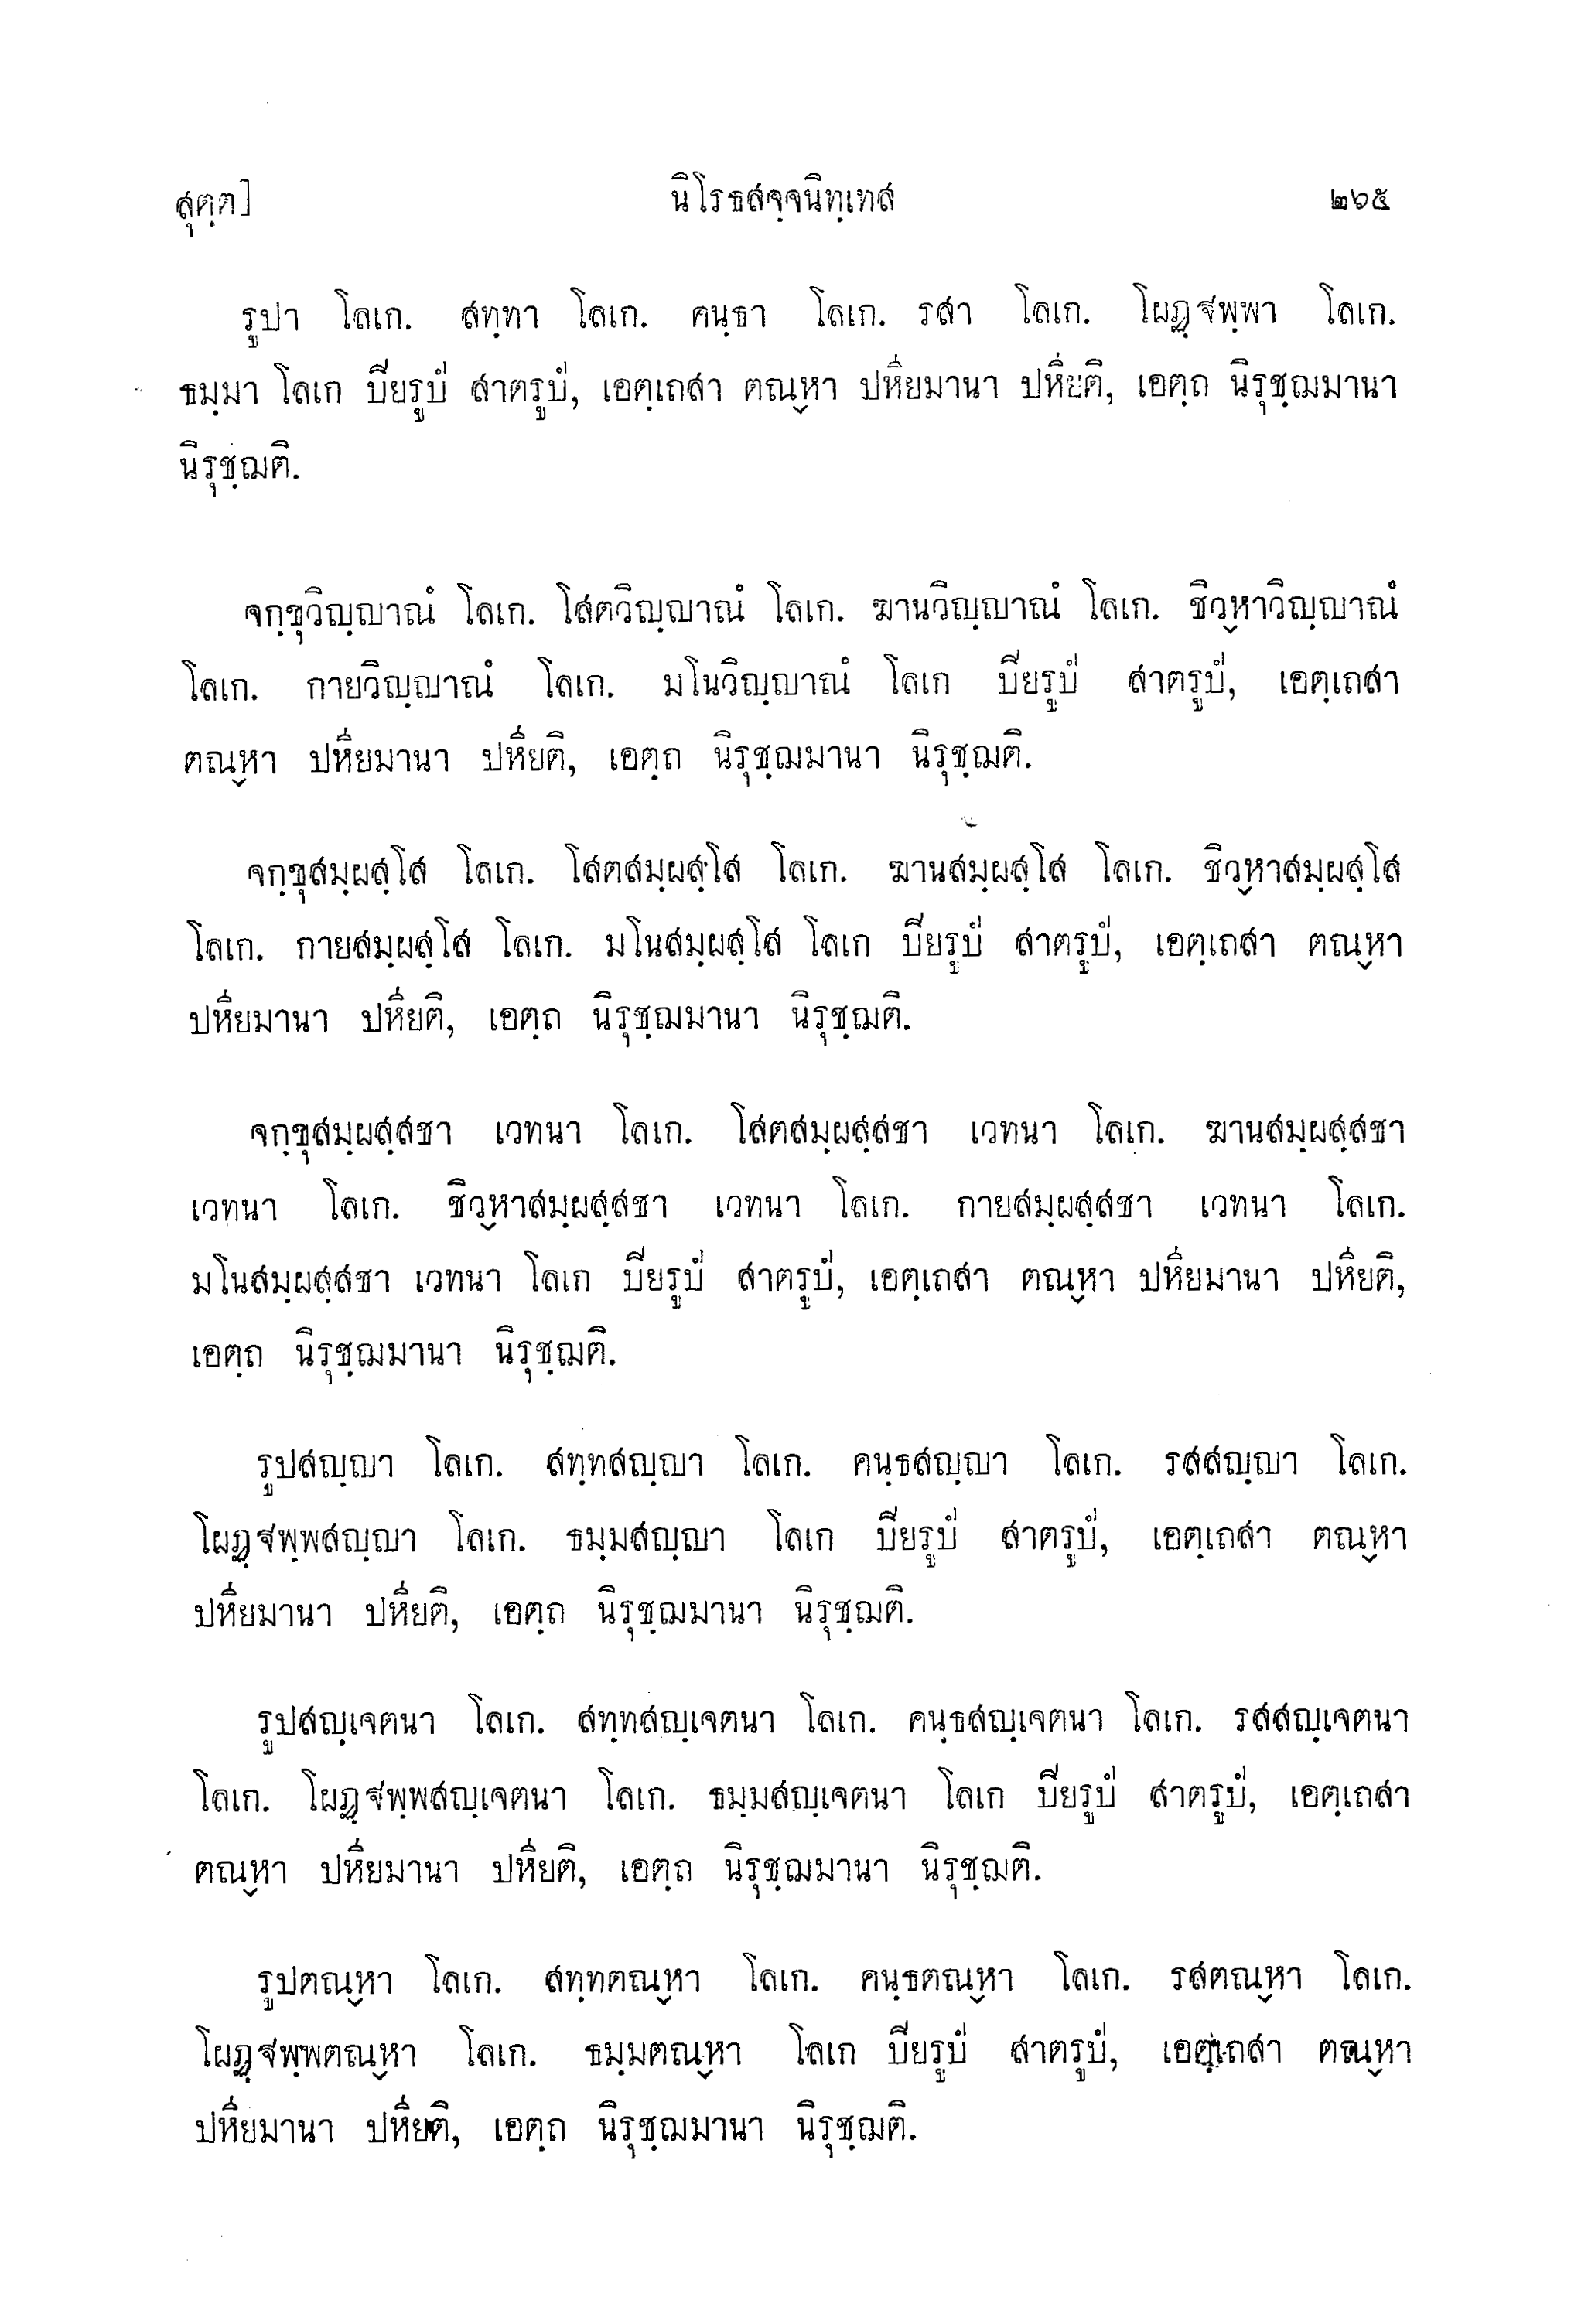 สุตฺต] นิโรธสจฺจนิทฺเทส ๒๖๕
รูปา โลเก. สทฺทา โลเก. คนฺธา โลเก. รสา โลเก. โผฏฺฐพฺพา โลเก.
ธมฺมา โลเก ปิยรูปํ สาตรูปํ, เอตฺเถสา ตณฺหา ปหียมานา ปหียติ, เอตฺถ นิรุชฺฌมานา
นิรุชฺฌติ.
จกฺขุวิญฺญาณํ โลเก. โสตวิญฺญาณํ โลเก. ฆานวิญฺญาณํ โลเก. ชิวฺหาวิญฺญาณํ
โลเก. กายวิญฺญาณํ โลเก. มโนวิญฺญาณํ โลเก ปิยรูปํ สาตรูปํ, เอตฺเถสา
ตณฺหา ปหียมานา ปหียติ, เอตฺถ นิรุชฺฌมานา นิรุชฺฌติ.
จกฺขุสมฺผสฺโส โลเก. โสตสมฺผสฺโส โลเก. ฆานสมฺผสฺโส โลเก. ชิวฺหาสมฺผสฺโส
โลเก. กายสมฺผสฺโส โลเก. มโนสมฺผสฺโส โลเก ปิยรูปํ สาตรูปํ, เอตฺเถสา ตณฺหา
ปหียมานา ปหียติ, เอตฺถ นิรุชฺฌมานา นิรุชฺฌติ.
จกฺขุสมฺผสฺสชา เวทนา โลเก. โสตสมฺผสฺสชา เวทนา โลเก. ฆานสมฺผสฺสชา
เวทนา โลเก. ชิวฺหาสมฺผสฺสชา เวทนา โลเก. กายสมฺผสฺสชา เวทนา โลเก.
มโนสมฺผสฺสชา เวทนา โลเก ปิยรูปํ สาตรูปํ, เอตฺเถสา ตณฺหา ปหียมานา ปหียติ,
เอตฺถ นิรุชฺฌมานา นิรุชฺฌติ.
รูปสญฺญา โลเก. สทฺทสญฺญา โลเก. คนฺธสญฺญา โลเก. รสสญฺญา โลเก.
โผฏฺฐพฺพสญฺญา โลเก. ธมฺมสญฺญา โลเก ปิยรูปํ สาตรูปํ, เอตฺเถสา ตณฺหา
ปหียมานา ปหียติ, เอตฺถ นิรุชฺฌมานา นิรุชฺฌติ.
รูปสญฺเจตนา โลเก. สทฺทสญฺเจตนา โลเก. คนฺธสญฺเจตนา โลเก. รสสญฺเจตนา
โลเก. โผฏฺฐพฺพสญฺเจตนา โลเก. ธมฺมสญฺเจตนา โลเก ปิยรูปํ สาตรูปํ, เอตฺเถสา
ตณฺหา ปหียมานา ปหียติ, เอตฺถ นิรุชฺฌมานา นิรุชฺฌติ.
รูปตณฺหา โลเก. สทฺทตณฺหา โลเก. คนฺธตณฺหา โลเก. รสตณฺหา โลเก.
โผฏฺฐพฺพตณฺหา โลเก. ธมฺมตณฺหา โลเก ปิยรูปํ สาตรูปํ, เอตฺเถสา ตณฺหา
ปหียมานา ปหียติ, เอตฺถ นิรุชฺฌมานา นิรุชฺฌติ.